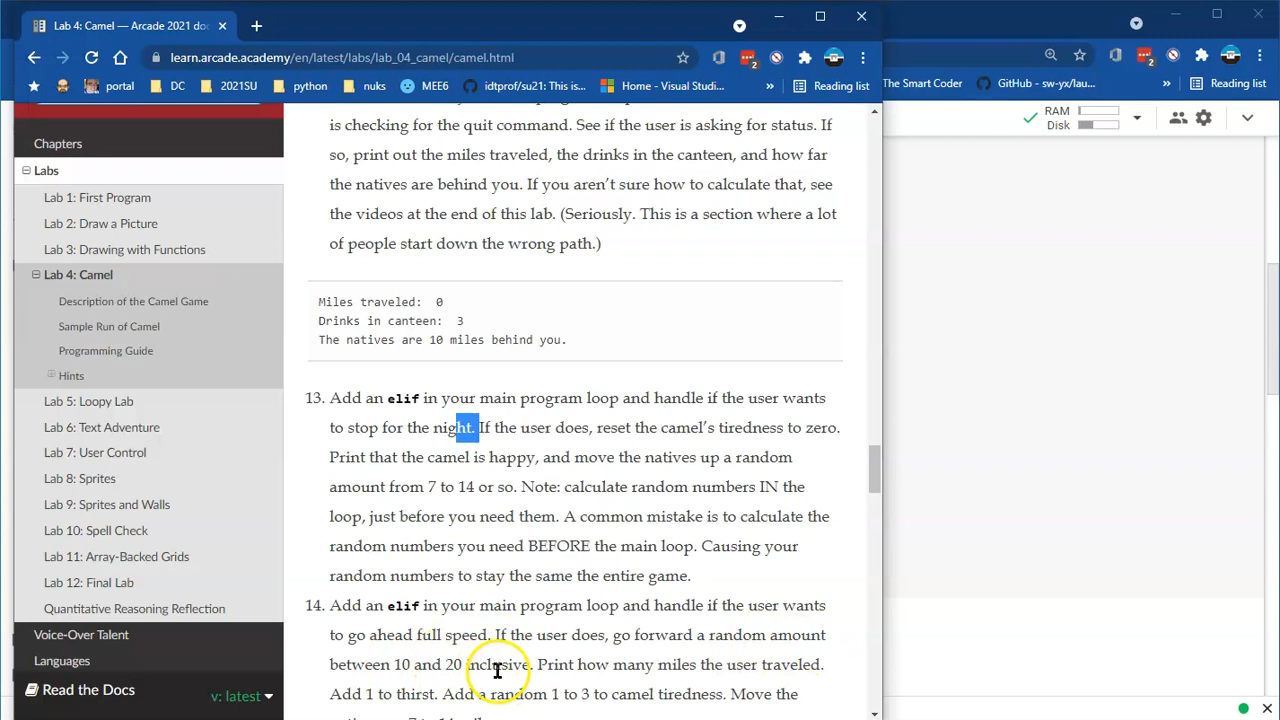 Lab 4: Camel — Arcade 2021 doc
learn.arcade.academy/en/latest/labs/lab_04_camel/camel.html
2
2
portal
DC
2021SU
python
nuks
MEE6
idtprof/su21: This is...
Home - Visual Studi...
»
Reading list
The Smart Coder
GitHub - sw-yx/lau...
»
Reading list
RAM
Disk
Chapters
Labs
Lab 1: First Program
Lab 2: Draw a Picture
Lab 3: Drawing with Functions
Lab 4: Camel
Description of the Camel Game
Sample Run of Camel
Programming Guide
Hints
Lab 5: Loopy Lab
Lab 6: Text Adventure
Lab 7: User Control
Lab 8: Sprites
Lab 9: Sprites and Walls
Lab 10: Spell Check
Lab 11: Array-Backed Grids
Lab 12: Final Lab
Quantitative Reasoning Reflection
Voice-Over Talent
Languages
Read the Docs
v: latest
is checking for the quit command. See if the user is asking for status. If
so, print out the miles traveled, the drinks in the canteen, and how far
the natives are behind you. If you aren't sure how to calculate that, see
the videos at the end of this lab. (Seriously. This is a section where a lot
of people start down the wrong path.)
Miles traveled: 0
Drinks in canteen: 3
The natives are 10 miles behind you.
13. Add an elif in your main program loop and handle if the user wants
to stop for the night. If the user does, reset the camel's tiredness to zero.
Print that the camel is happy, and move the natives up a random
amount from 7 to 14 or so. Note: calculate random numbers IN the
loop, just before you need them. A common mistake is to calculate the
random numbers you need BEFORE the main loop. Causing your
random numbers to stay the same the entire game.
14. Add an elif in your main program loop and handle if the user wants
to go ahead full speed. If the user does, go forward a random amount
between 10 and 20 inclusive. Print how many miles the user traveled.
Add 1 to thirst. Add a random 1 to 3 to camel tiredness. Move the